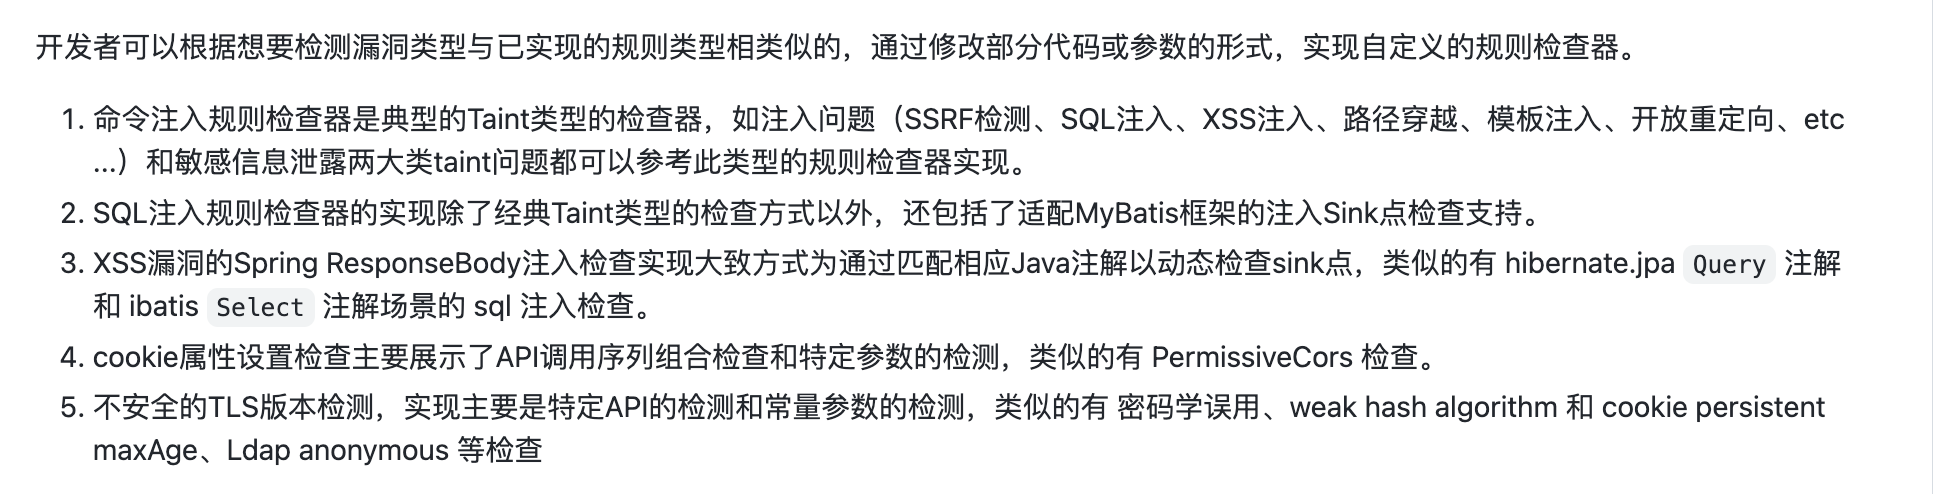 开发者可以根据想要检测漏洞类型与已实现的规则类型相类似的，通过修改部分代码或参数的形式，实现自定义的规则检查器。
1. 命令注入规则检查器是典型的Taint类型的检查器，如注入问题（SSRF检测、SQL注入、XSS注入、路径穿越、模板注入、开放重定向、etc
...）和敏感信息泄露两大类taint问题都可以参考此类型的规则检查器实现。
2. SQL注入规则检查器的实现除了经典Taint类型的检查方式以外，还包括了适配MyBatis框架的注入Sink点检查支持。
3. XSS漏洞的Spring ResponseBody注入检查实现大致方式为通过匹配相应Java注解以动态检查sink点，类似的有 hibernate.jpa Query 注解
和 ibatis Select 注解场景的 sql 注入检查。
4. cookie属性设置检查主要展示了API调用序列组合检查和特定参数的检测，类似的有 PermissiveCors 检查。
5. 不安全的TLS版本检测，实现主要是特定API的检测和常量参数的检测，类似的有 密码学误用、weak hash algorithm 和 cookie persistent
maxAge、Ldap anonymous 等检查